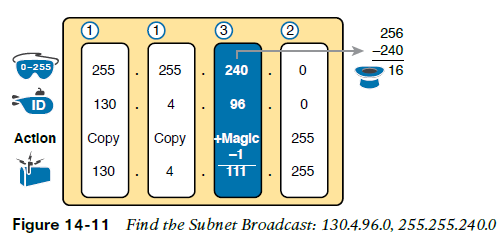 1 1 3 2
256
–240
16
0–255 255 . 255 . 240 . 0
ID 130 . 4 . 96 . 0
Action Copy Copy +Magic 255
–1
130 . 4 . 111 . 255
Figure 14-11 Find the Subnet Broadcast: 130.4.96.0, 255.255.240.0